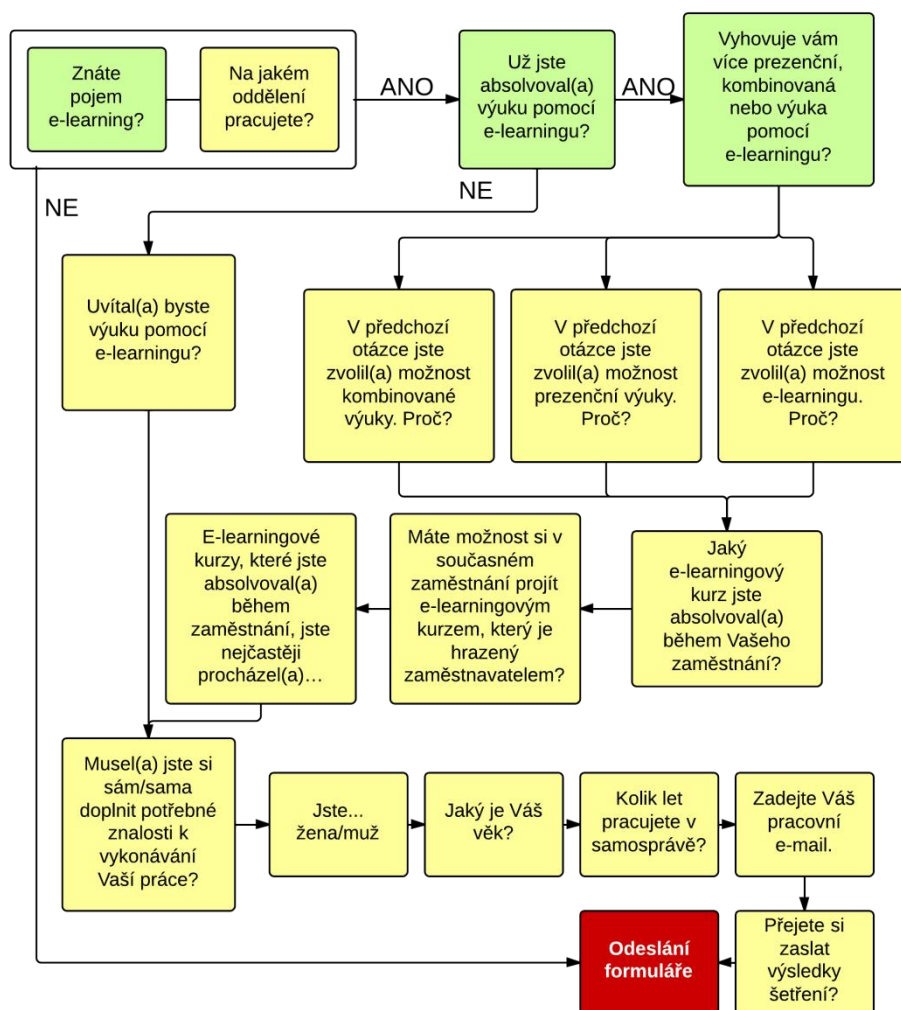 Znáte
pojem
e-learning?
Na jakém
oddělení
pracujete?
ANO
Už jste
absolvoval(a)
výuku pomocí
e-learningu?
ANO
Vyhovuje vám
více prezenční,
kombinovaná
nebo výuka
pomocí
e-learningu?
NE
NE
Uvítal(a) byste
výuku pomocí
e-learningu?
V předchozí
otázce jste
zvolil(a) možnost
kombinované
výuky. Proč?
V předchozí
otázce jste
zvolil(a) možnost
prezenční výuky.
Proč?
V předchozí
otázce jste
zvolil(a) možnost
e-learningu.
Proč?
E-learningové
kurzy, které jste
absolvoval(a)
během
zaměstnání, jste
nejčastěji
procházel(a)…
Máte možnost si v
současném
zaměstnání projít
e-learningovým
kurzem, který je
hrazený
zaměstnavatelem?
Jaký
e-learningový
kurz jste
absolvoval(a)
během Vašeho
zaměstnání?
Musel(a) jste si
sám/sama
doplnit potřebné
znalosti k
vykonávání
Vaší práce?
Jste...
žena/muž
Jaký je Váš
věk?
Kolik let
pracujete v
samosprávě?
Zadejte Váš
pracovní
e-mail.
Odeslání
formuláře
Přejete si
zaslat
výsledky
šetření?